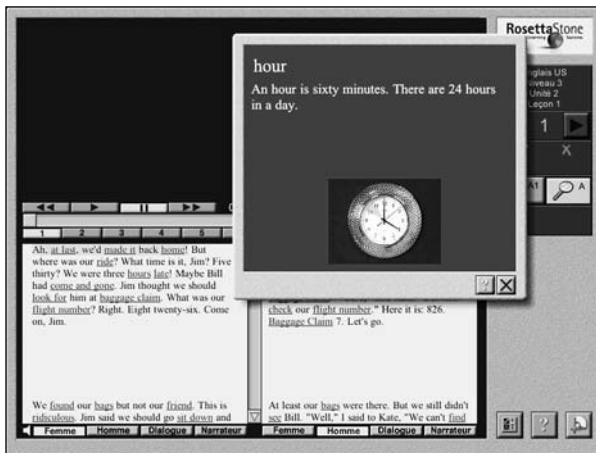 RosettaStone
nglais US
Niveau 3
Unité 2
Leçon 1
1
X
A1
A
hour
An hour is sixty minutes. There are 24 hours
in a day.
1 2 3 4 5
Ah, at last, we'd made it back home! But
where was our ride? What time is it, Jim? Five
thirty? We were three hours late! Maybe Bill
had come and gone. Jim thought we should
look for him at baggage claim. What was our
flight number? Right. Eight twenty-six. Come
on, Jim.
We found our bags but not our friend. This is
ridiculous. Jim said we should go sit down and
Femme Homme Dialogue Narrateur
check our flight number." Here it is: 826.
Baggage Claim 7. Let's go.
At least our bags were there. But we still didn't
see Bill. "Well," I said to Kate, "We can't find
Femme Homme Dialogue Narrateur
?
?